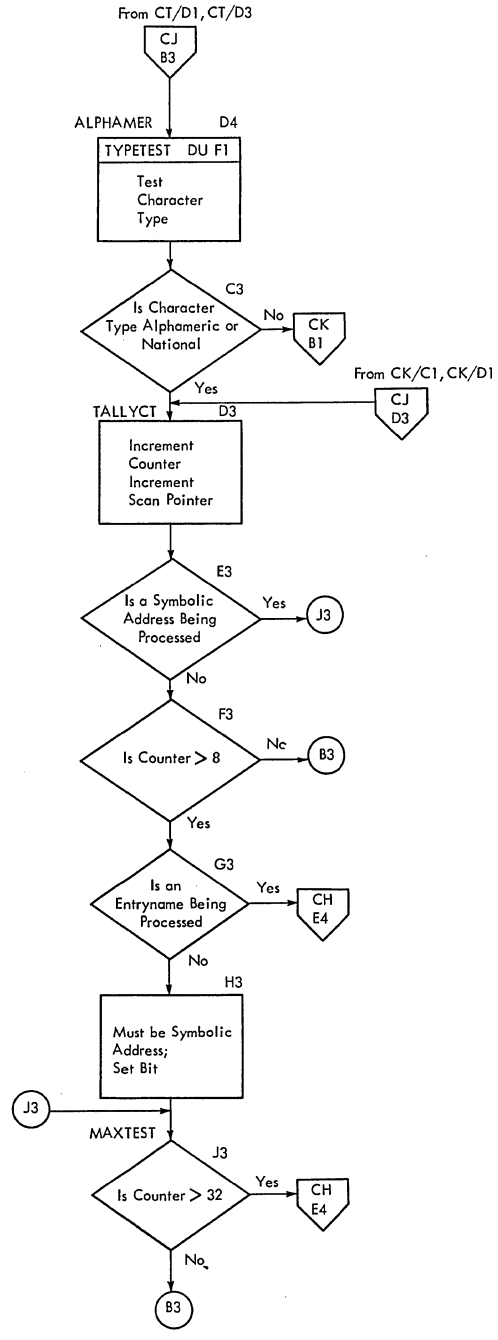 From CT/D1, CT/D3
CJ
B3
ALPHAMER D4
TYPETEST DU F1
Test
Character
Type
C3
Is Character
Type Alphameric or
National
No
CK
B1
From CK/C1, CK/D1
CJ
D3
Yes
TALLYCT D3
Increment
Counter
Increment
Scan Pointer
E3
Is a Symbolic
Address Being
Processed
Yes
J3
No
F3
Is Counter > 8
Nc
B3
Yes
G3
Is an
Entryname Being
Processed
Yes
CH
E4
No
H3
Must be Symbolic
Address;
Set Bit
J3
MAXTEST
J3
Is Counter > 32
Yes
CH
E4
No
B3